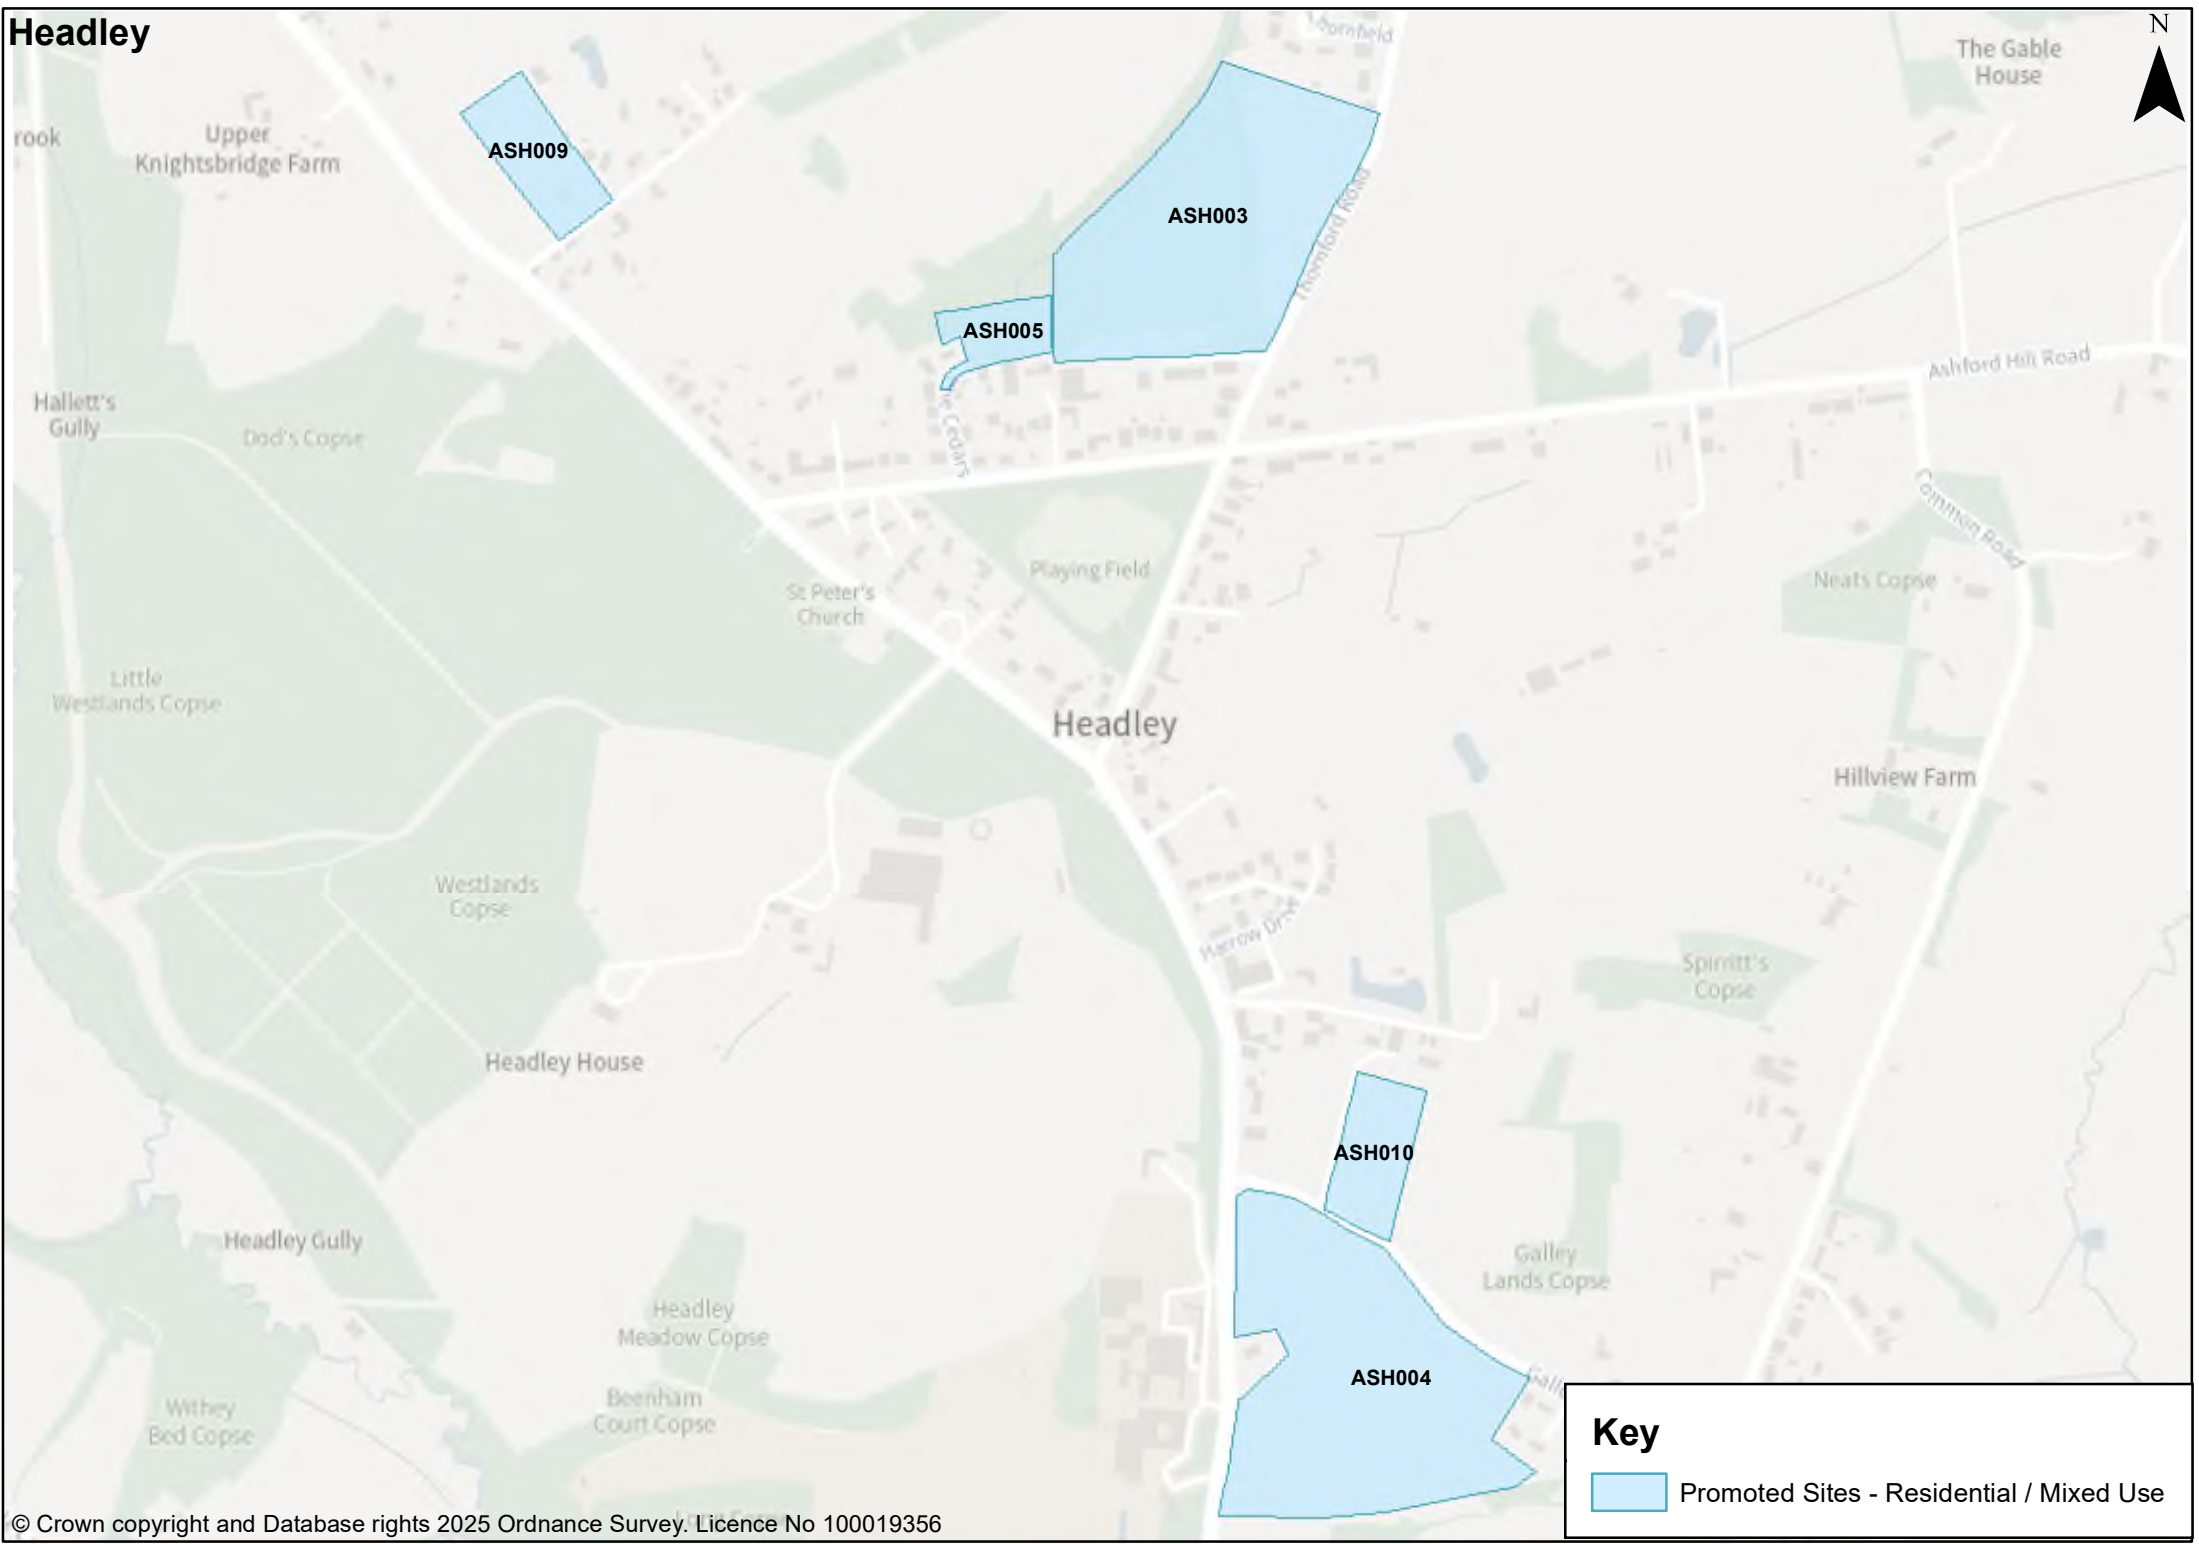 Headley
N
The Gable
House
rook
Upper
Knightsbridge Farm
ASH009
ASH003
Thornford Road
ASH005
Ashford Hill Road
Hallett's
Gully
Dod's Copse
Cedars
Common Road
Playing Field
St Peter's
Church
Neats Copse
Little
Westlands Copse
Headley
Hillview Farm
Westlands
Copse
Harrow Drive
Spirritt's
Copse
Headley House
ASH010
Headley Gully
Galley
Lands Copse
Headley
Meadow Copse
ASH004
Beenham
Court Copse
Withey
Bed Copse
Key
Promoted Sites - Residential / Mixed Use
© Crown copyright and Database rights 2025 Ordnance Survey. Licence No 100019356